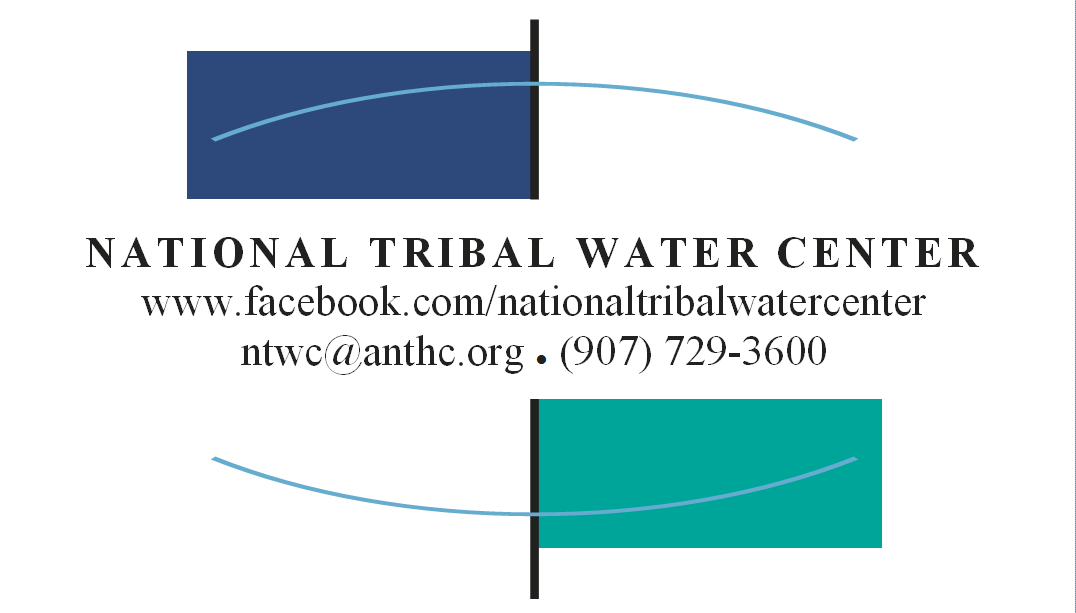 NATIONAL TRIBAL WATER CENTER
www.facebook.com/nationaltribalwatercenter
ntwc@anthc.org • (907) 729-3600